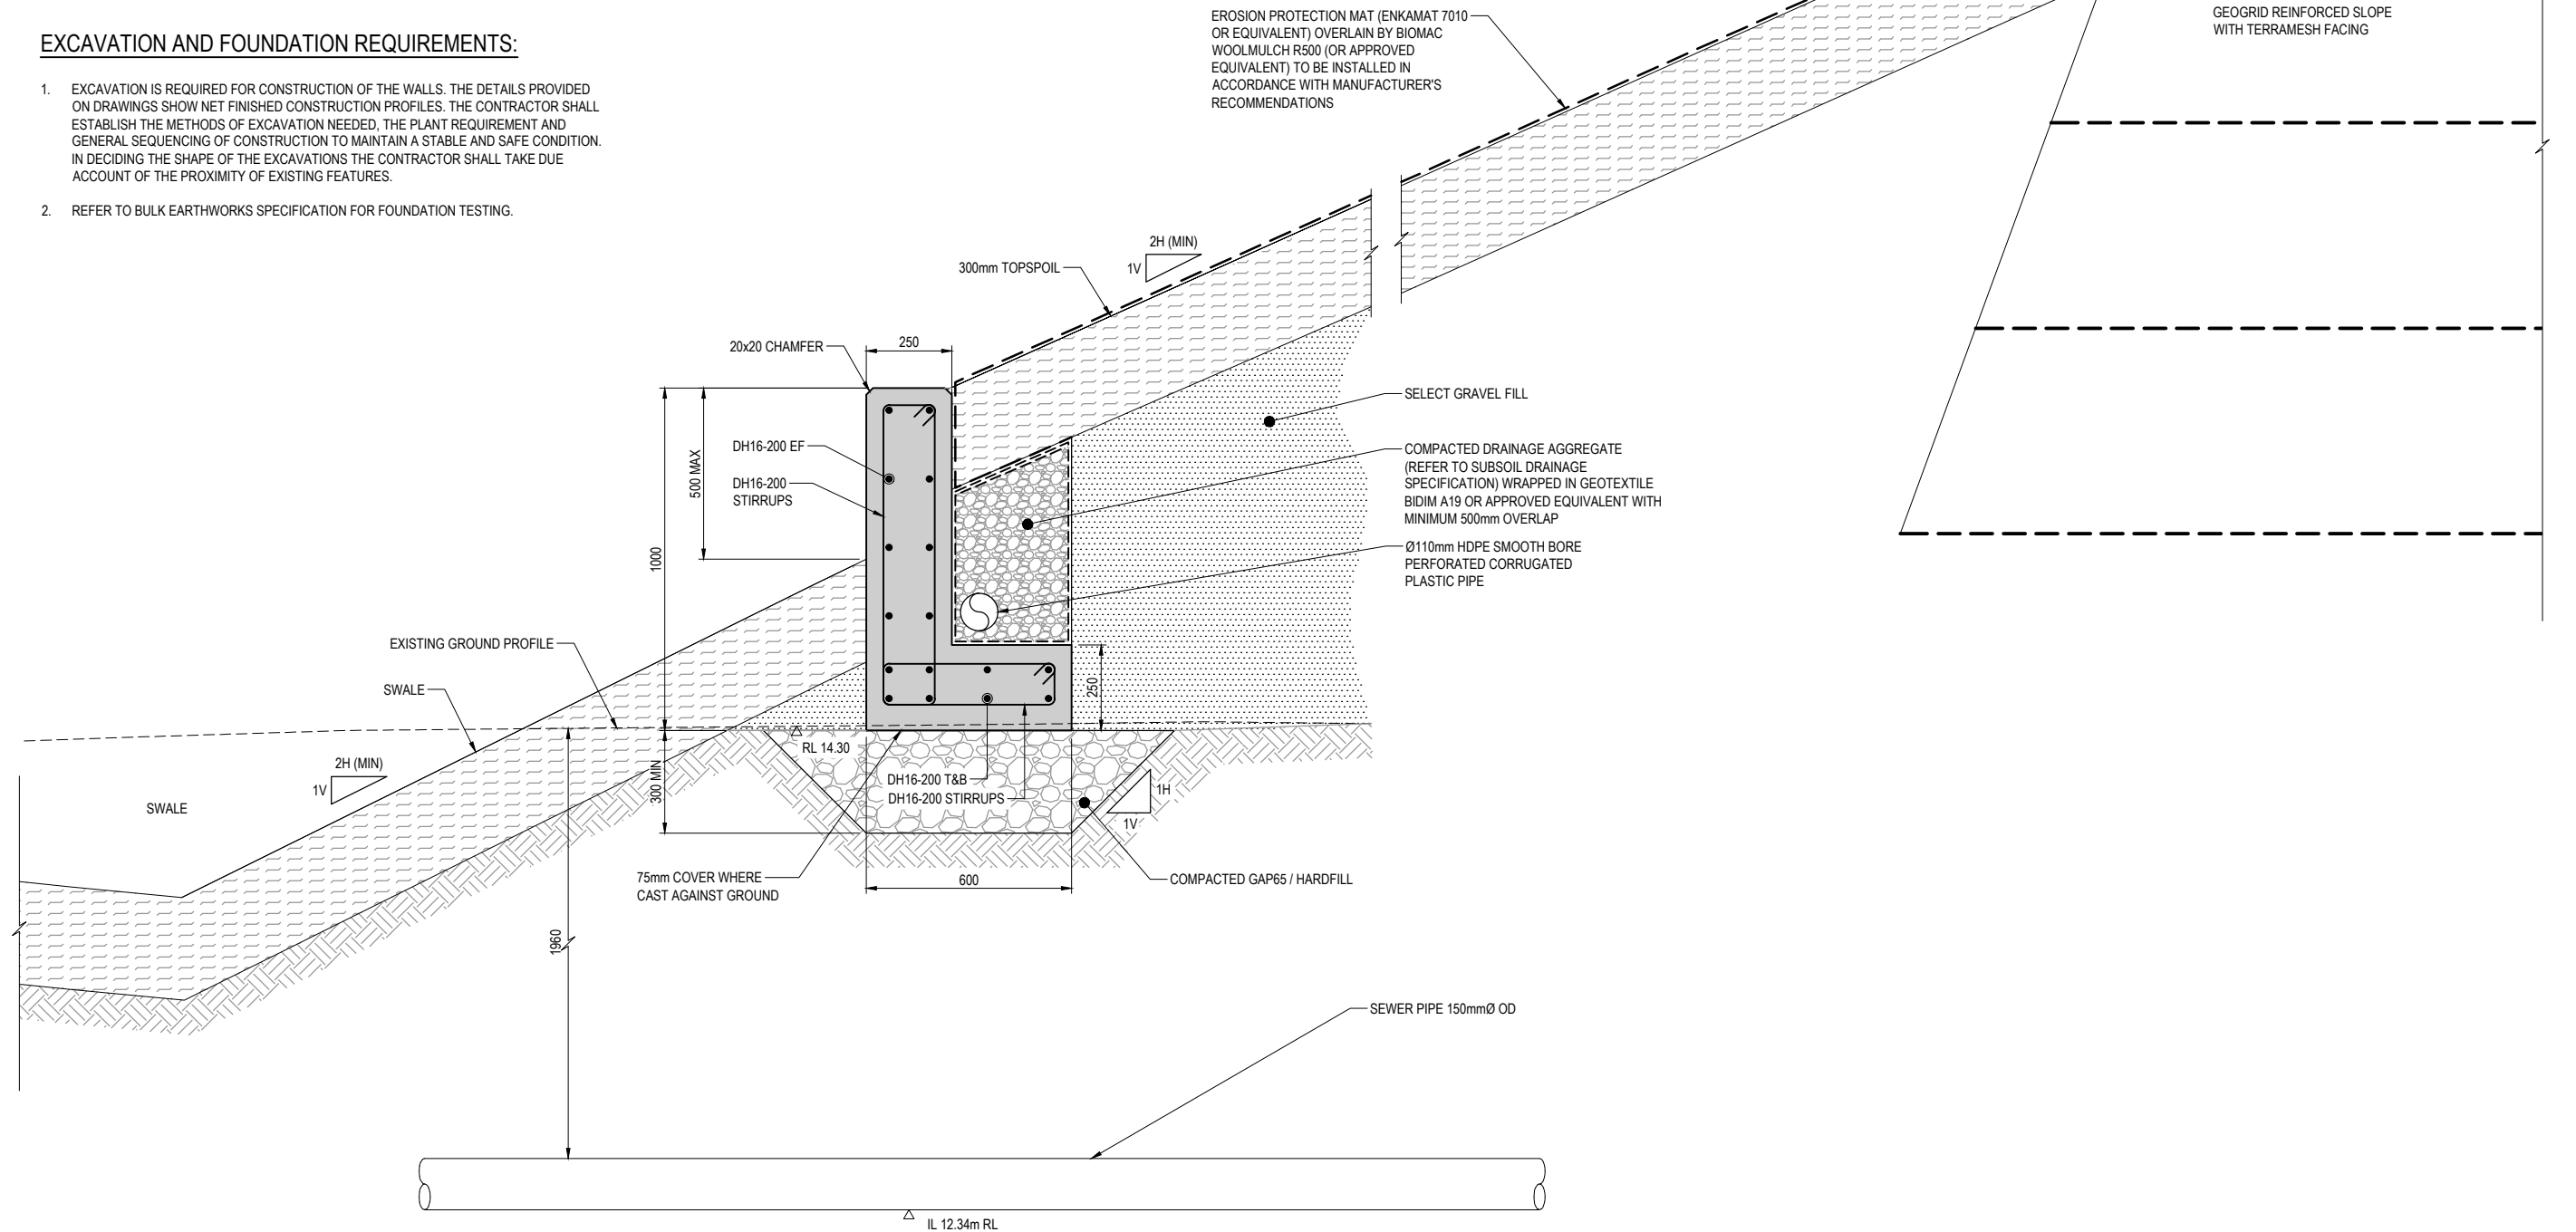 EXCAVATION AND FOUNDATION REQUIREMENTS:
1. EXCAVATION IS REQUIRED FOR CONSTRUCTION OF THE WALLS. THE DETAILS PROVIDED
ON DRAWINGS SHOW NET FINISHED CONSTRUCTION PROFILES. THE CONTRACTOR SHALL
ESTABLISH THE METHODS OF EXCAVATION NEEDED, THE PLANT REQUIREMENT AND
GENERAL SEQUENCING OF CONSTRUCTION TO MAINTAIN A STABLE AND SAFE CONDITION.
IN DECIDING THE SHAPE OF THE EXCAVATIONS THE CONTRACTOR SHALL TAKE DUE
ACCOUNT OF THE PROXIMITY OF EXISTING FEATURES.
2. REFER TO BULK EARTHWORKS SPECIFICATION FOR FOUNDATION TESTING.
EROSION PROTECTION MAT (ENKAMAT 7010
OR EQUIVALENT) OVERLAIN BY BIOMAC
WOOLMULCH R500 (OR APPROVED
EQUIVALENT) TO BE INSTALLED IN
ACCORDANCE WITH MANUFACTURER'S
RECOMMENDATIONS
GEOGRID REINFORCED SLOPE
WITH TERRAMESH FACING
2H (MIN)
1V
300mm TOPSPOIL
20x20 CHAMFER
250
SELECT GRAVEL FILL
DH16-200 EF
DH16-200
STIRRUPS
500 MAX
1000
COMPACTED DRAINAGE AGGREGATE
(REFER TO SUBSOIL DRAINAGE
SPECIFICATION) WRAPPED IN GEOTEXTILE
BIDIM A19 OR APPROVED EQUIVALENT WITH
MINIMUM 500mm OVERLAP
Ø110mm HDPE SMOOTH BORE
PERFORATED CORRUGATED
PLASTIC PIPE
EXISTING GROUND PROFILE
SWALE
250
RL 14.30
2H (MIN)
1V
SWALE
300 MIN
DH16-200 T&B
DH16-200 STIRRUPS
1H
1V
75mm COVER WHERE
CAST AGAINST GROUND
600
COMPACTED GAP65 / HARDFILL
1960
SEWER PIPE 150mmØ OD
IL 12.34m RL